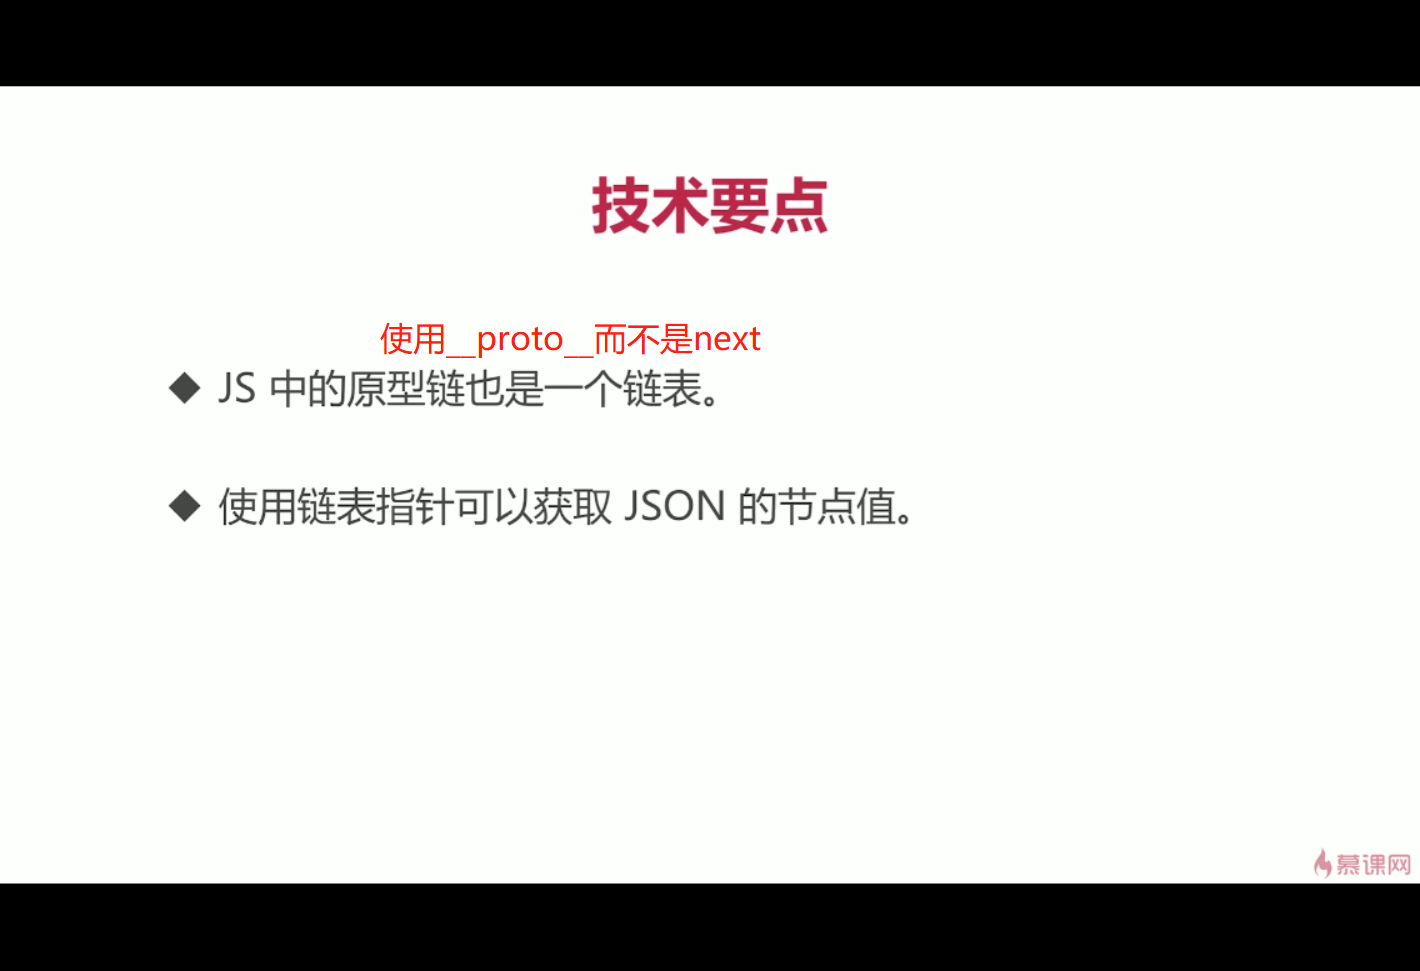 技术要点
使用__proto__而不是next
◆ JS 中的原型链也是一个链表。
◆ 使用链表指针可以获取 JSON 的节点值。
慕课网